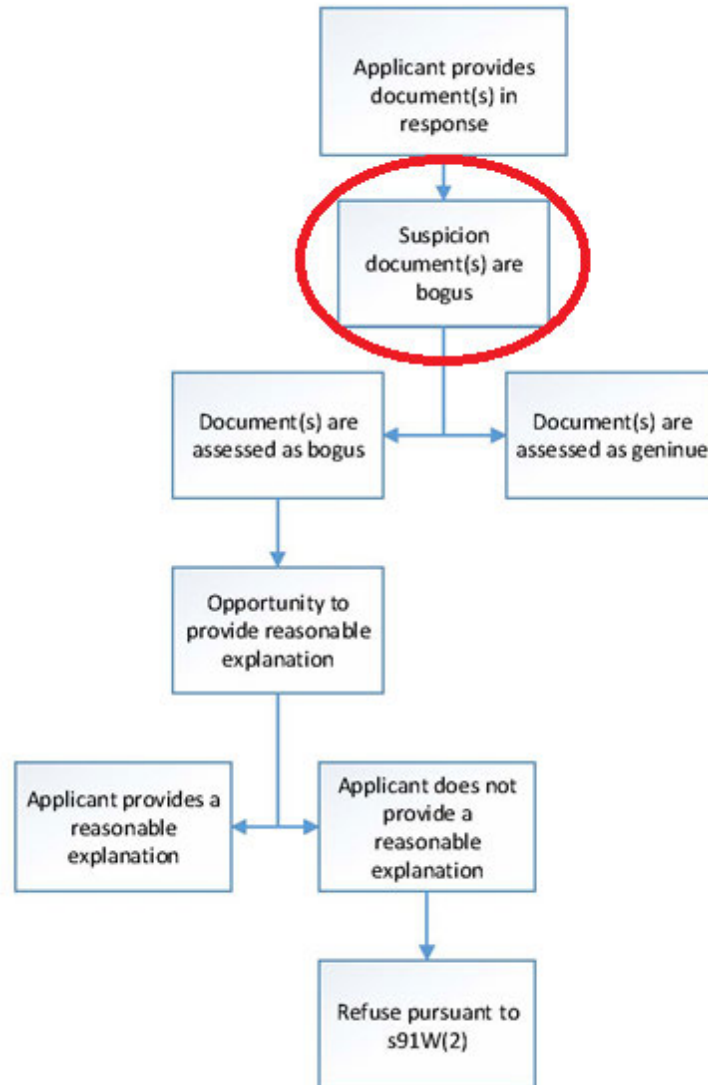 Applicant provides
document(s) in
response
Suspicion
document(s) are
bogus
Document(s) are
assessed as bogus
Document(s) are
assessed as geninue
Opportunity to
provide reasonable
explanation
Applicant provides a
reasonable
explanation
Applicant does not
provide a
reasonable
explanation
Refuse pursuant to
s91W(2)